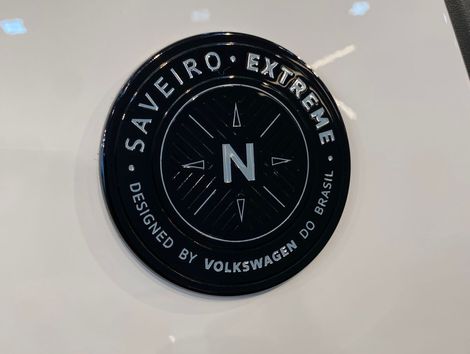 SAVEIRO · EXTREME ·
N
· DESIGNED BY VOLKSWAGEN DO BRASIL